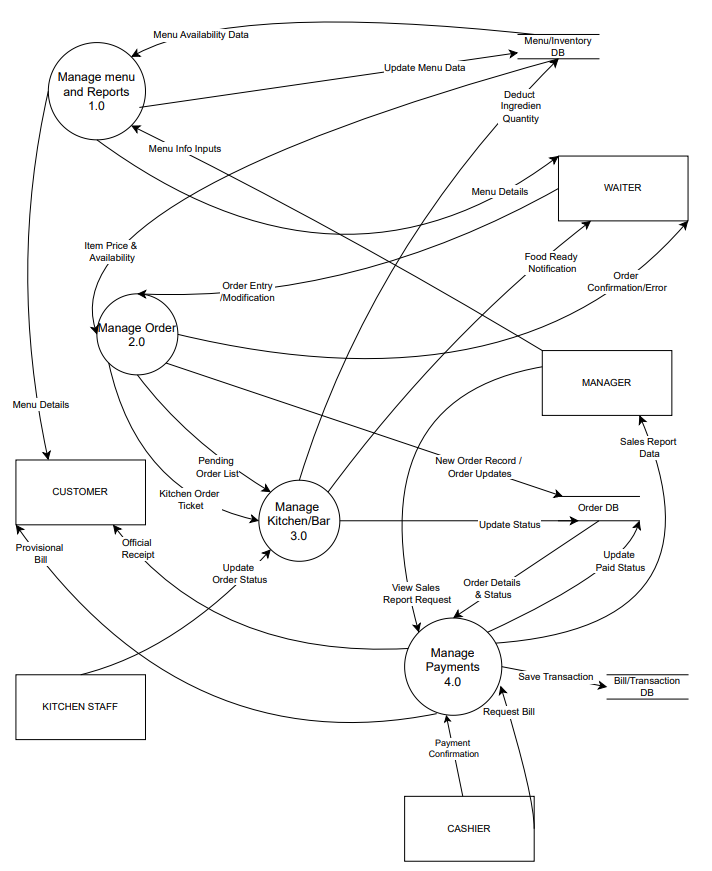 Menu Availability Data
Menu/Inventory
DB
Manage menu
and Reports
1.0
Update Menu Data
Deduct
Ingredien
Quantity
Menu Info Inputs
Menu Details
WAITER
Item Price &
Availability
Food Ready
Notification
Order Entry
/Modification
Order
Confirmation/Error
Manage Order
2.0
MANAGER
Menu Details
Sales Report
Data
Pending
Order List
New Order Record /
Order Updates
CUSTOMER
Kitchen Order
Ticket
Manage
Kitchen/Bar
3.0
Order DB
Update Status
Provisional
Bill
Official
Receipt
Update
Order Status
Update
Paid Status
Order Details
& Status
View Sales
Report Request
Manage
Payments
4.0
Save Transaction
Bill/Transaction
DB
KITCHEN STAFF
Request Bill
Payment
Confirmation
CASHIER